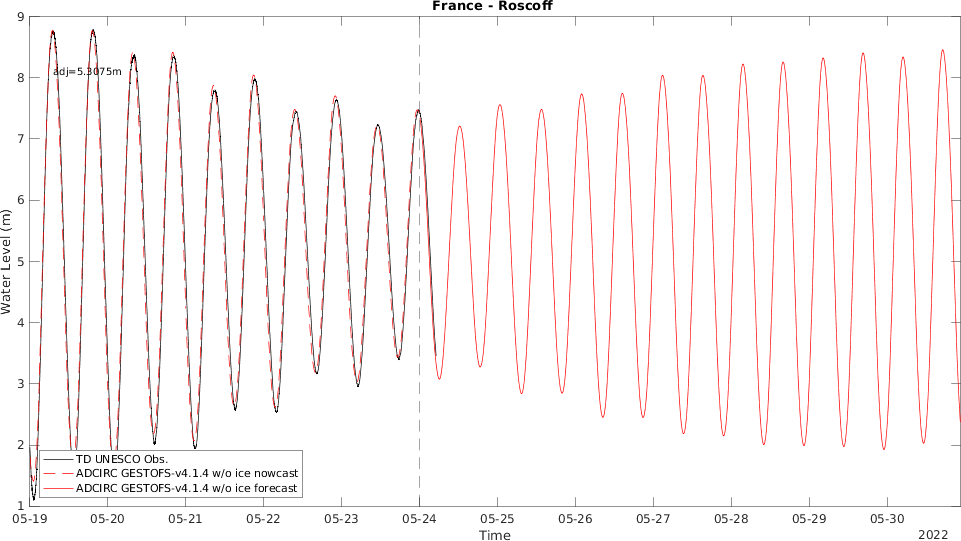 France - Roscoff
9
8
7
6
5
4
3
2
1
Water Level (m)
adj=5.3075m
TD UNESCO Obs.
ADCIRC GESTOFS-v4.1.4 w/o ice nowcast
ADCIRC GESTOFS-v4.1.4 w/o ice forecast
05-19 05-20 05-21 05-22 05-23 05-24 05-25 05-26 05-27 05-28 05-29 05-30
Time
2022